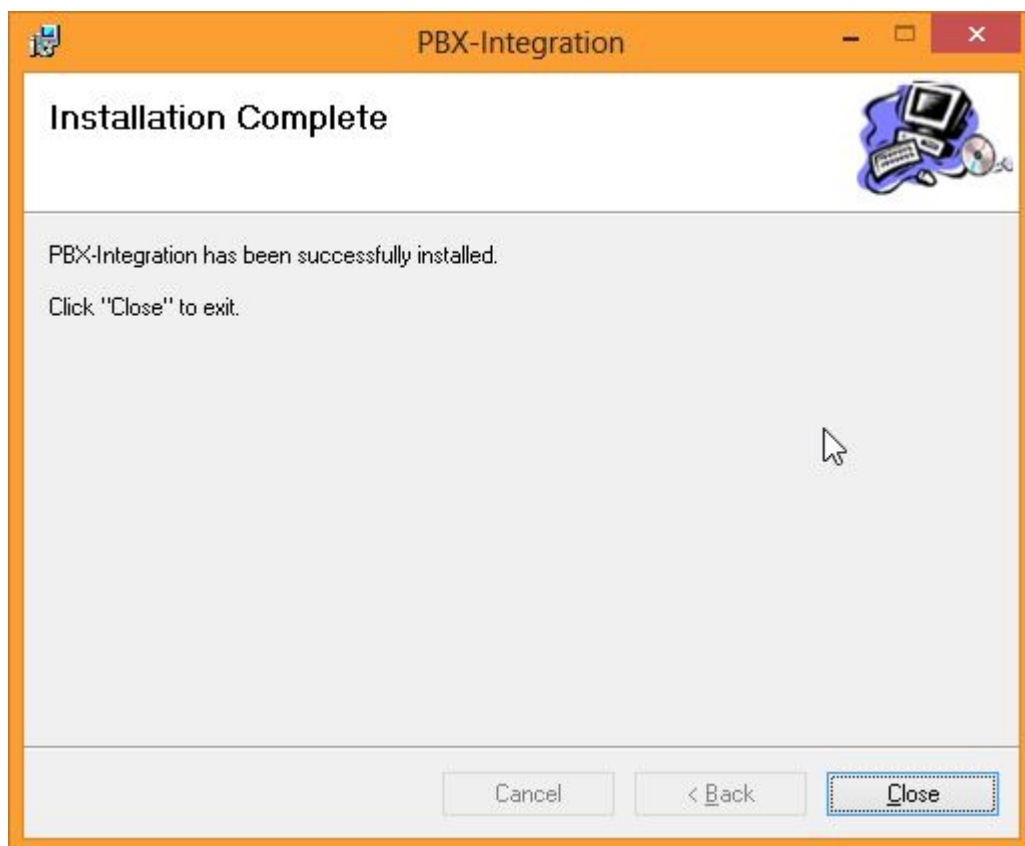 PBX-Integration
Installation Complete
PBX-Integration has been successfully installed.
Click "Close" to exit.
Cancel
< Back
Close